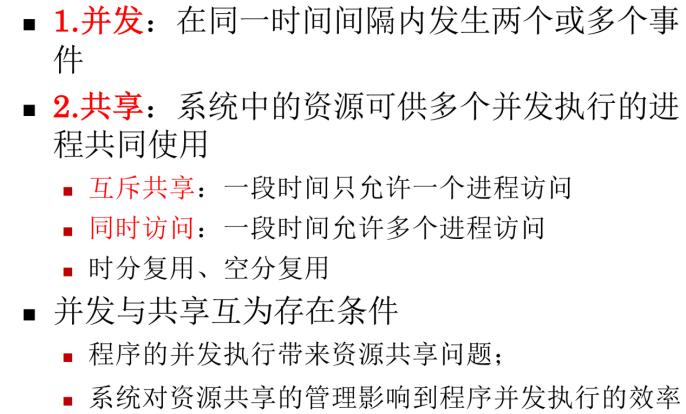 ▪ 1.并发：在同一时间间隔内发生两个或多个事
件
▪ 2.共享：系统中的资源可供多个并发执行的进
程共同使用
▪ 互斥共享：一段时间只允许一个进程访问
▪ 同时访问：一段时间允许多个进程访问
▪ 时分复用、空分复用
▪ 并发与共享互为存在条件
▪ 程序的并发执行带来资源共享问题；
▪ 系统对资源共享的管理影响到程序并发执行的效率